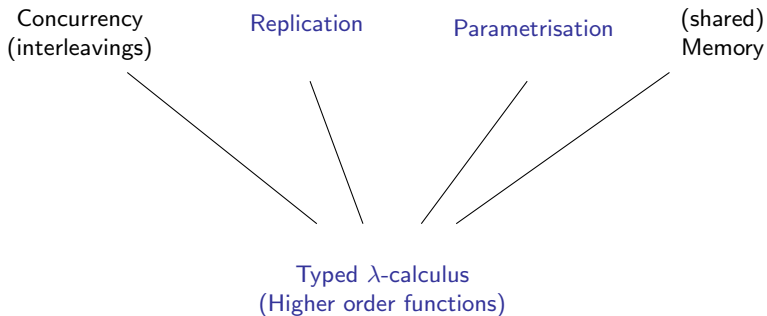 Concurrency
(interleavings)
Replication
Parametrisation
(shared)
Memory
Typed λ-calculus
(Higher order functions)